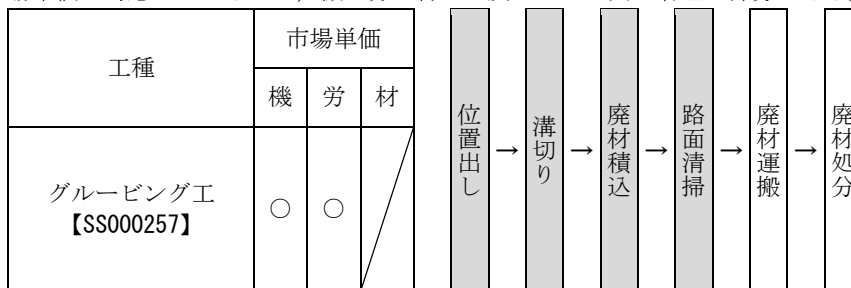 工種
市場単価
機 労 材
グルービング工
【SS000257】
○ ○
位置出し → 溝切り → 廃材積込 → 路面清掃 → 廃材運搬 → 廃材処分